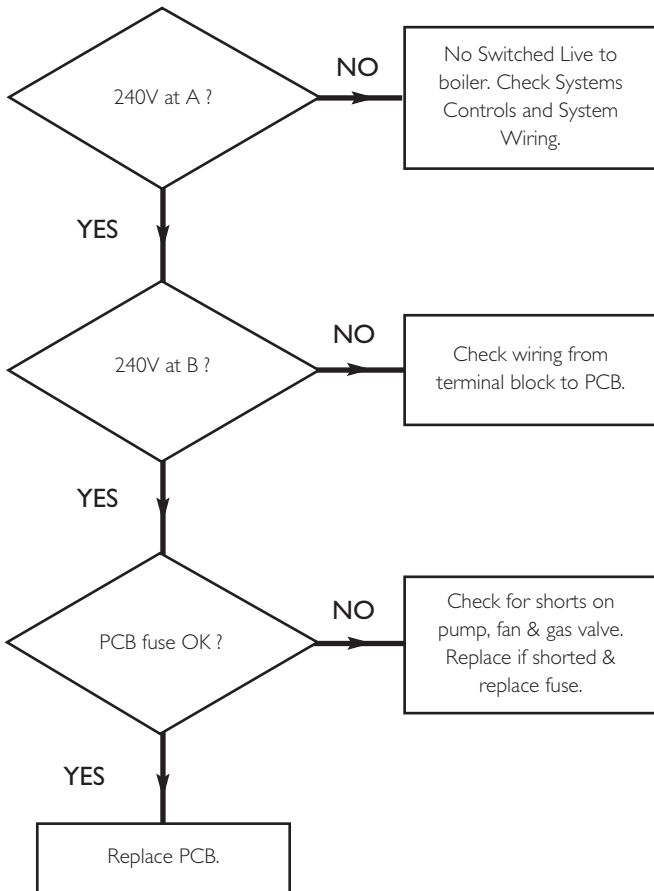 240V at A ?
NO
No Switched Live to
boiler. Check Systems
Controls and System
Wiring.
YES
240V at B ?
NO
Check wiring from
terminal block to PCB.
YES
PCB fuse OK ?
NO
Check for shorts on
pump, fan & gas valve.
Replace if shorted &
replace fuse.
YES
Replace PCB.